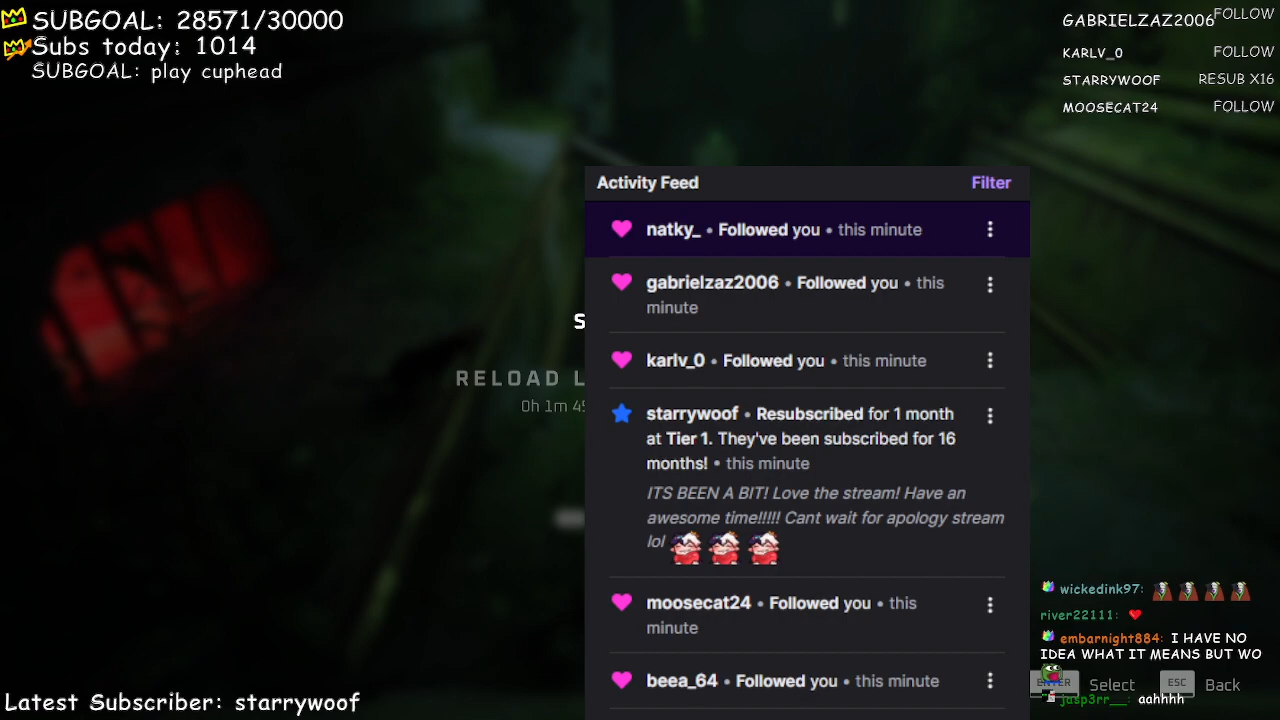 SUBGOAL: 28571/30000
Subs today: 1014
SUBGOAL: play cuphead
GABRIELZAZ2006 FOLLOW
KARLV_0 FOLLOW
STARRYWOOF RESUB X16
MOOSECAT24 FOLLOW
Activity Feed Filter
natky_ • Followed you • this minute
gabrielzaz2006 • Followed you • this
minute
karlv_0 • Followed you • this minute
starrywoof • Resubscribed for 1 month
at Tier 1. They've been subscribed for 16
months! • this minute
ITS BEEN A BIT! Love the stream! Have an
awesome time!!!!! Cant wait for apology stream
lol
moosecat24 • Followed you • this
minute
beea_64 • Followed you • this minute
S
RELOAD L
0h 1m 45
wickedink97:
river22111:
embarnight884: I HAVE NO
IDEA WHAT IT MEANS BUT WO
ENTER Select ESC Back
jusp3rr__: aahhhh
Latest Subscriber: starrywoof